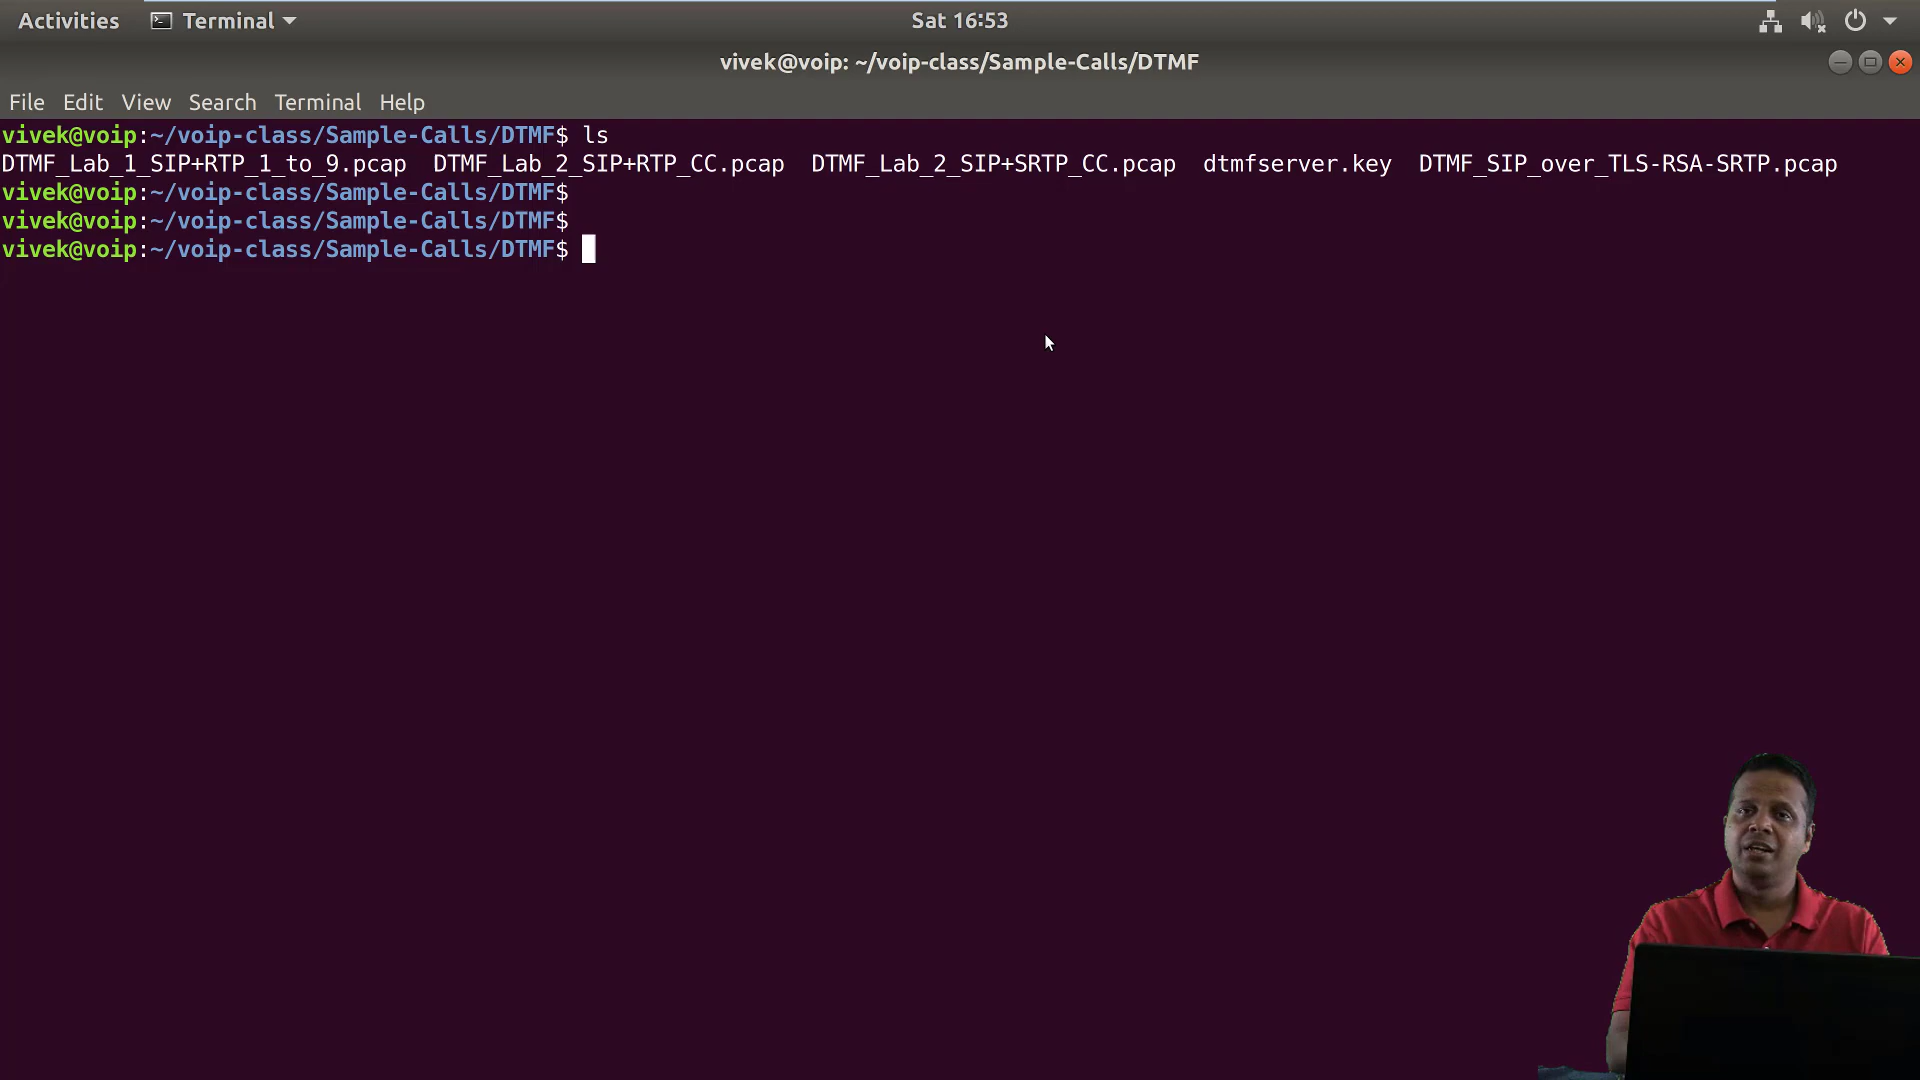 Activities Terminal Sat 16:53
vivek@voip: ~/voip-class/Sample-Calls/DTMF
File Edit View Search Terminal Help
vivek@voip:~/voip-class/Sample-Calls/DTMF$ ls
DTMF_Lab_1_SIP+RTP_1_to_9.pcap DTMF_Lab_2_SIP+RTP_CC.pcap DTMF_Lab_2_SIP+SRTP_CC.pcap dtmfserver.key DTMF_SIP_over_TLS-RSA-SRTP.pcap
vivek@voip:~/voip-class/Sample-Calls/DTMF$
vivek@voip:~/voip-class/Sample-Calls/DTMF$
vivek@voip:~/voip-class/Sample-Calls/DTMF$